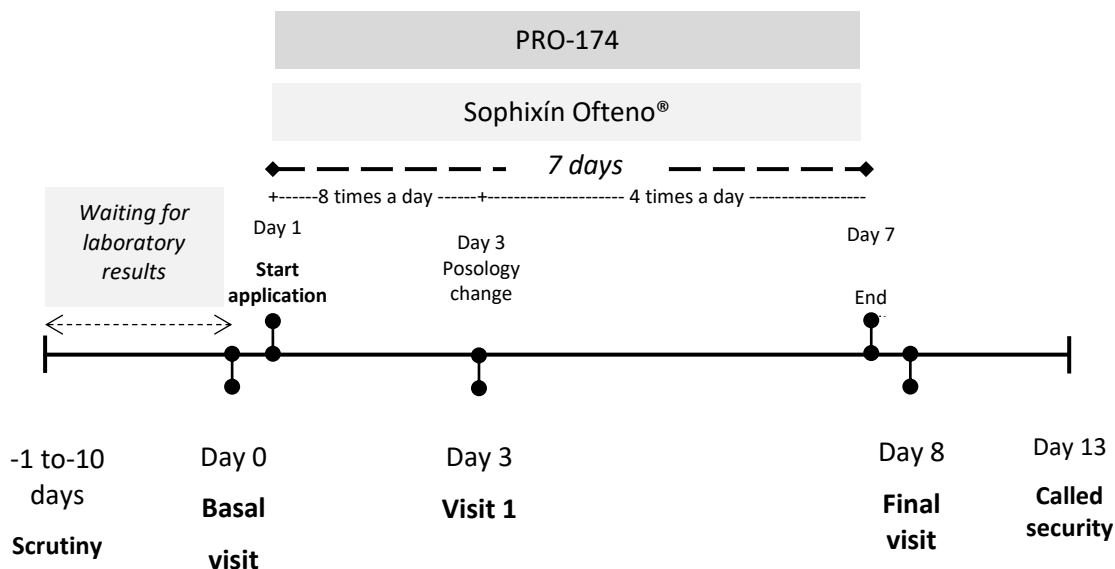 PRO-174
Sophixín Ofteno®
7 days
+------8 times a day ------+--------------------- 4 times a day ------------------
Waiting for
laboratory
results
Day 1
Start
application
Day 3
Posology
change
Day 7
End
-1 to-10
days
Scrutiny
Day 0
Basal
visit
Day 3
Visit 1
Day 8
Final
visit
Day 13
Called
security